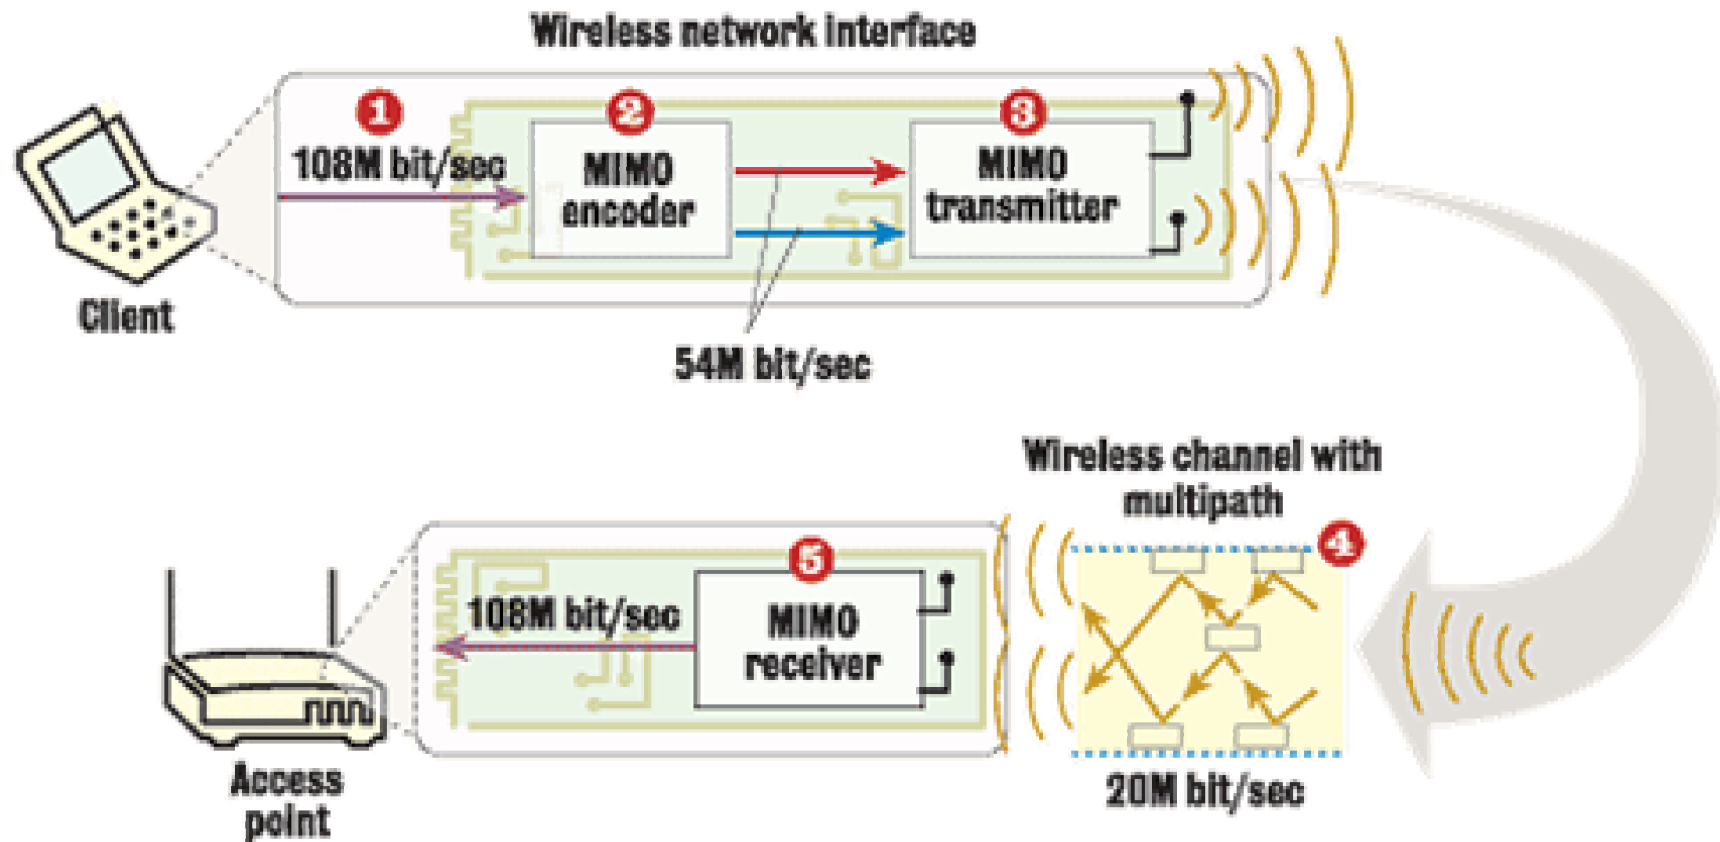 Wireless network interface
1
2
3
108M bit/sec
MIMO
encoder
MIMO
transmitter
Client
54M bit/sec
Wireless channel with
multipath
4
5
108M bit/sec
MIMO
receiver
20M bit/sec
Access
point